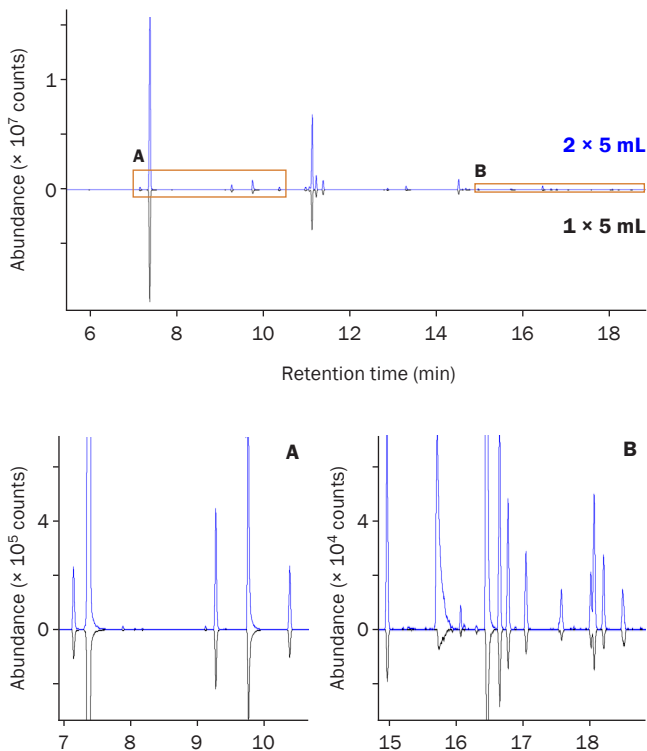 Abundance (× 10⁷ counts)
1
0
A
B
2 × 5 mL
1 × 5 mL
6 8 10 12 14 16 18
Retention time (min)
Abundance (× 10⁵ counts)
4
0
A
7 8 9 10
Abundance (× 10⁴ counts)
4
0
B
15 16 17 18